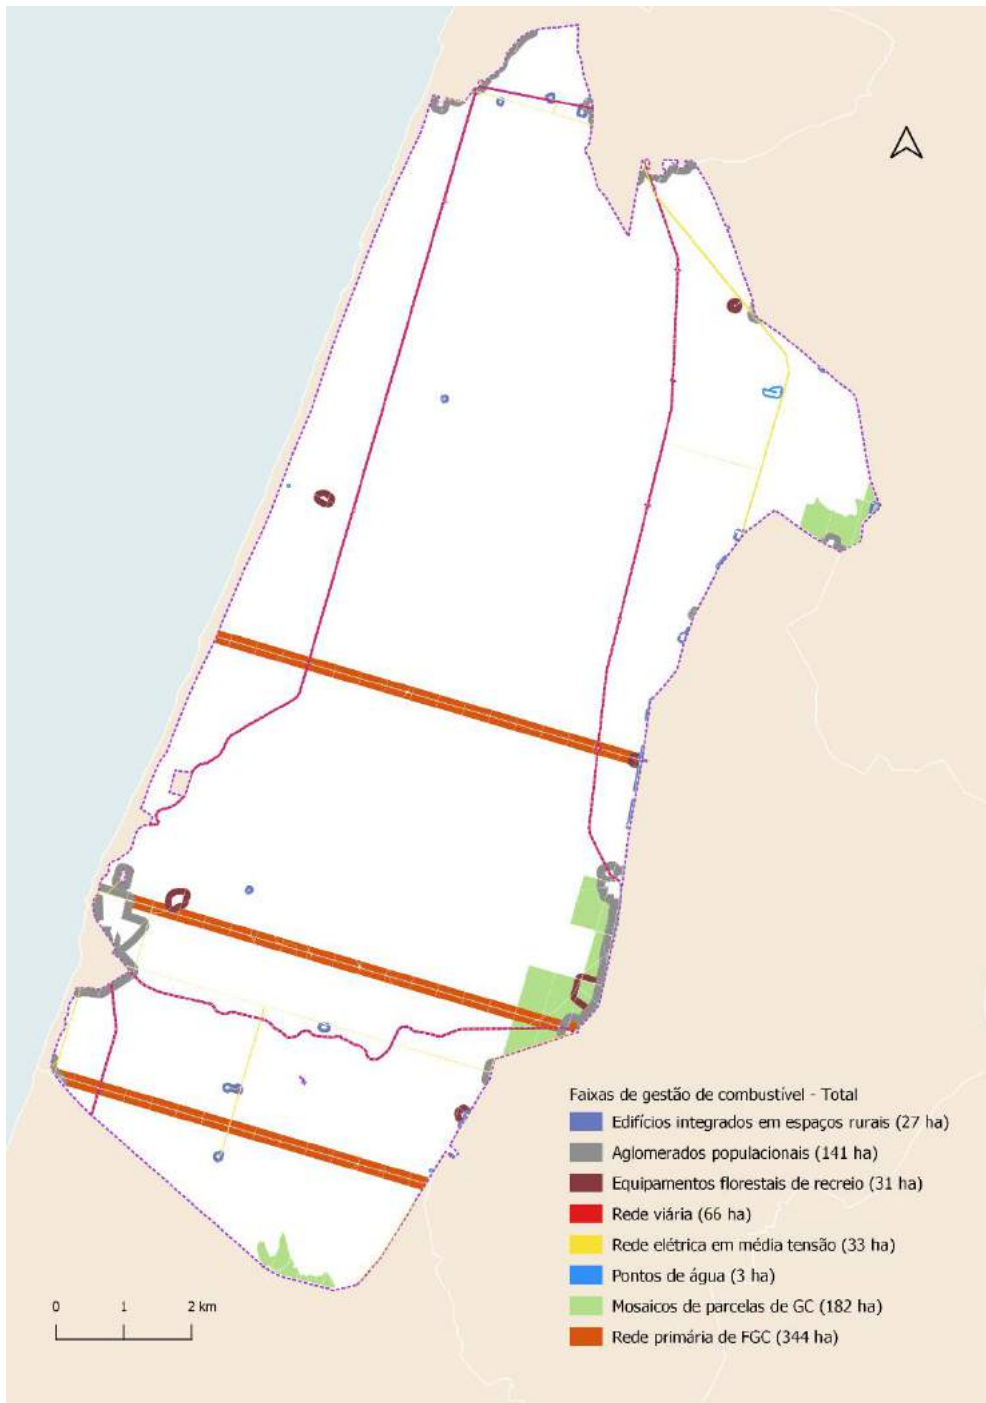 Faixas de gestão de combustível - Total
Edifícios integrados em espaços rurais (27 ha)
Aglomerados populacionais (141 ha)
Equipamentos florestais de recreio (31 ha)
Rede viária (66 ha)
Rede elétrica em média tensão (33 ha)
Pontos de água (3 ha)
Mosaicos de parcelas de GC (182 ha)
Rede primária de FGC (344 ha)
0 1 2 km